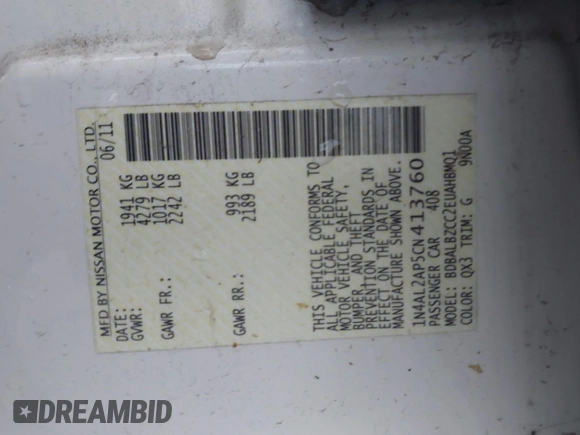 MFD BY NISSAN MOTOR CO., LTD.
DATE: 06/11
GVWR: 1941 KG
4279 LB
GAWR FR.: 1017 KG
2242 LB
GAWR RR.: 993 KG
2189 LB
THIS VEHICLE CONFORMS TO
ALL APPLICABLE FEDERAL
MOTOR VEHICLE SAFETY,
BUMPER, AND THEFT
PREVENTION STANDARDS IN
EFFECT ON THE DATE OF
MANUFACTURE SHOWN ABOVE.
1N4AL2AP5CN413760
PASSENGER CAR 408
MODEL: BDBALBZCC2EUAHBMQ1
COLOR: QX3 TRIM: G 9N00A
DREAMBID